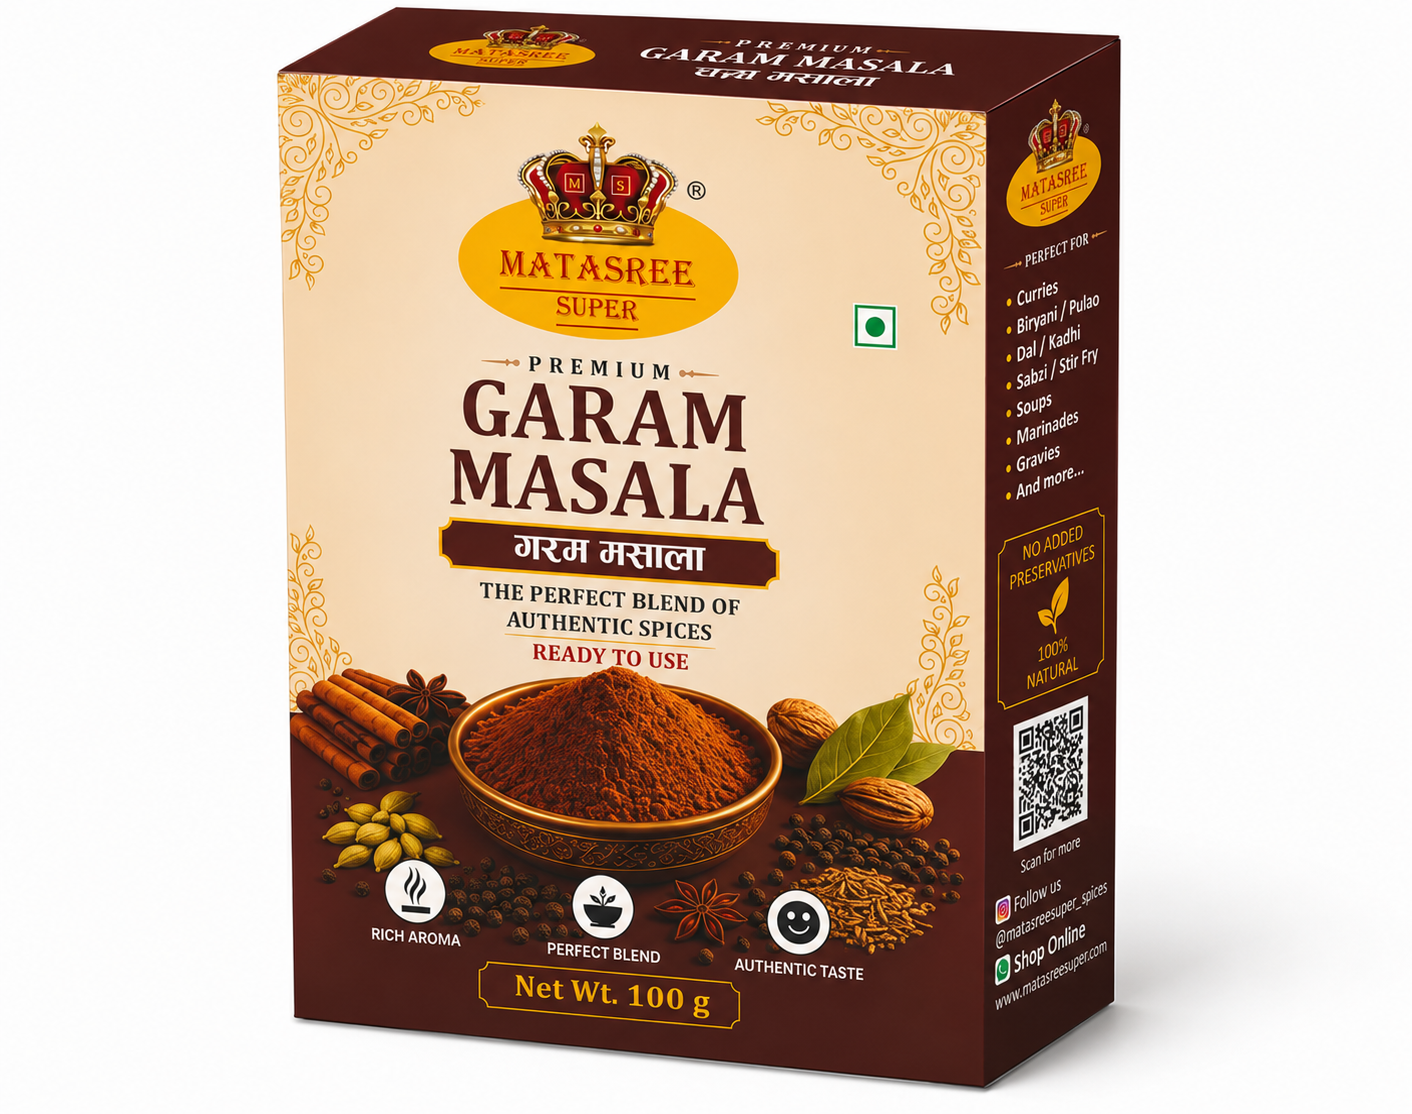 MATASREE
SUPER
PREMIUM
GARAM MASALA
गरम मसाला
M S
®
MATASREE
SUPER
PREMIUM
GARAM
MASALA
गरम मसाला
THE PERFECT BLEND OF
AUTHENTIC SPICES
READY TO USE
RICH AROMA
PERFECT BLEND
AUTHENTIC TASTE
Net Wt. 100 g
®
MATASREE
SUPER
PERFECT FOR
• Curries
• Biryani / Pulao
• Dal / Kadhi
• Sabzi / Stir Fry
• Soups
• Marinades
• Gravies
• And more...
NO ADDED
PRESERVATIVES
100%
NATURAL
Scan for more
Follow us
@matasreesuper_spices
Shop Online
www.matasreesuper.com